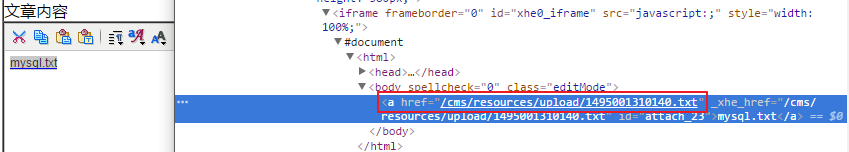 文章内容
mysql.txt
height: 300px;">
▼<iframe frameborder="0" id="xhe0_iframe" src="javascript:;" style="width:
100%;">
▼#document
▼<html>
▶<head>…</head>
▼<body spellcheck="0" class="editMode">
<a href="/cms/resources/upload/1495001310140.txt" _xhe_href="/cms/
resources/upload/1495001310140.txt" id="attach_23">mysql.txt</a> == $0
</body>
</html>